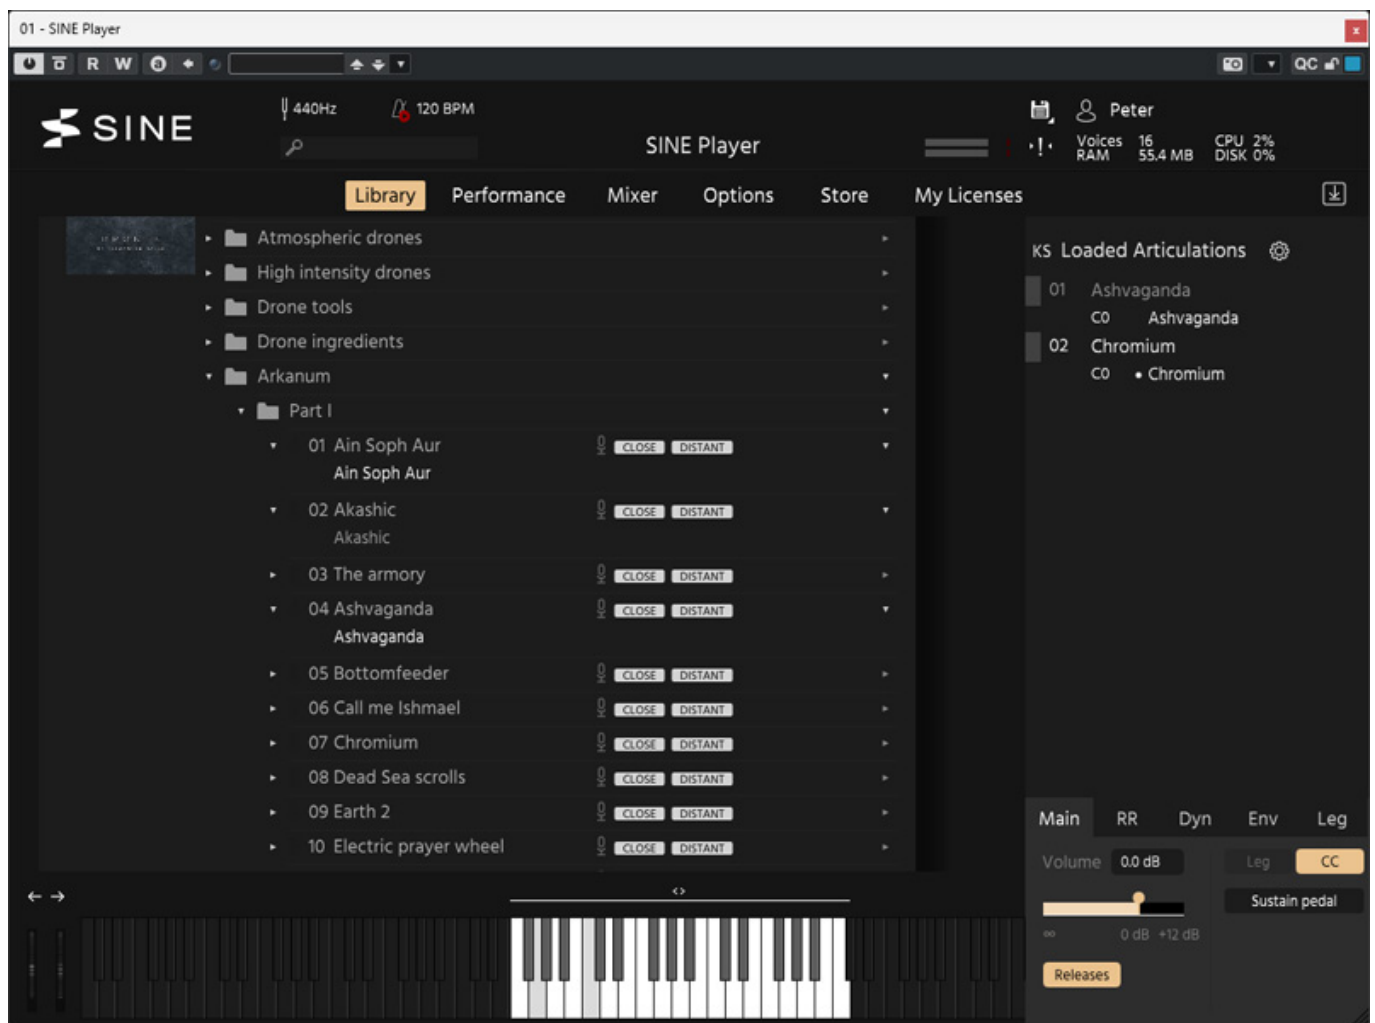 01 - SINE Player
x
R W QC
440Hz 120 BPM Peter
SINE
SINE Player
Voices 16 CPU 2%
RAM 55.4 MB DISK 0%
Library Performance Mixer Options Store My Licenses
Atmospheric drones
High intensity drones
Drone tools
Drone ingredients
Arkanum
Part I
01 Ain Soph Aur CLOSE DISTANT
Ain Soph Aur
02 Akashic CLOSE DISTANT
Akashic
03 The armory CLOSE DISTANT
04 Ashvaganda CLOSE DISTANT
Ashvaganda
05 Bottomfeeder CLOSE DISTANT
06 Call me Ishmael CLOSE DISTANT
07 Chromium CLOSE DISTANT
08 Dead Sea scrolls CLOSE DISTANT
09 Earth 2 CLOSE DISTANT
10 Electric prayer wheel CLOSE DISTANT
KS Loaded Articulations
01 Ashvaganda
C0 Ashvaganda
02 Chromium
C0 • Chromium
Main RR Dyn Env Leg
Volume 0.0 dB Leg CC
Sustain pedal
∞ 0 dB +12 dB
Releases